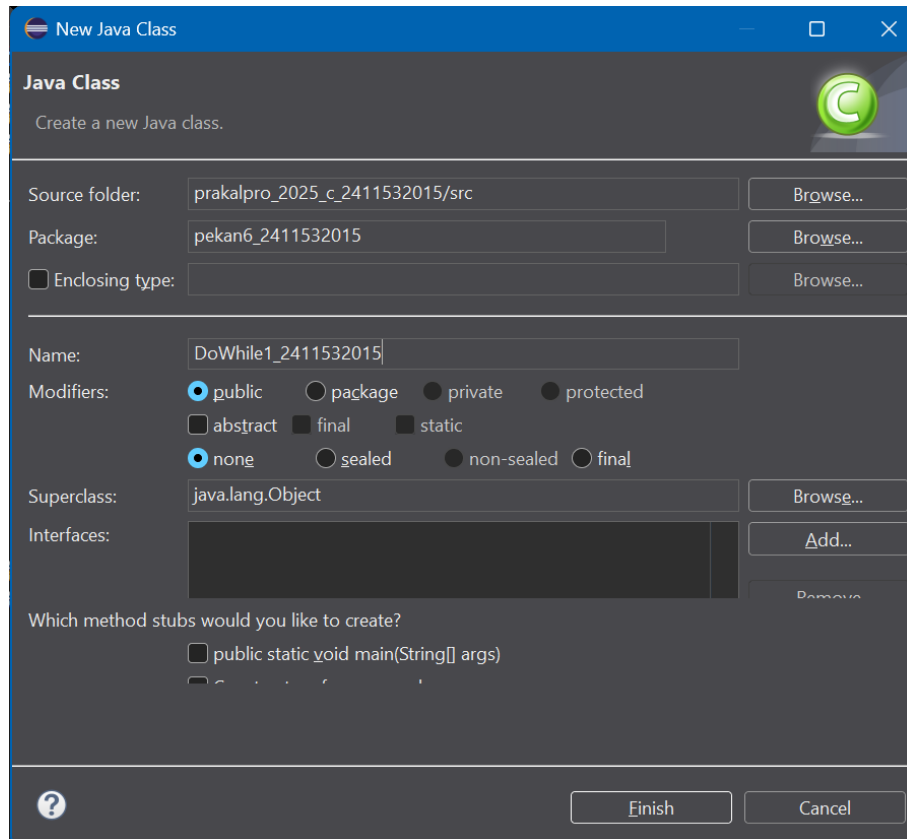 New Java Class
Java Class
Create a new Java class.
C
Source folder: prakalpro_2025_c_2411532015/src Browse...
Package: pekan6_2411532015 Browse...
Enclosing type: Browse...
Name: DoWhile1_2411532015
Modifiers: public package private protected
abstract final static
none sealed non-sealed final
Superclass: java.lang.Object Browse...
Interfaces: Add...
Remove
Which method stubs would you like to create?
public static void main(String[] args)
? Finish Cancel